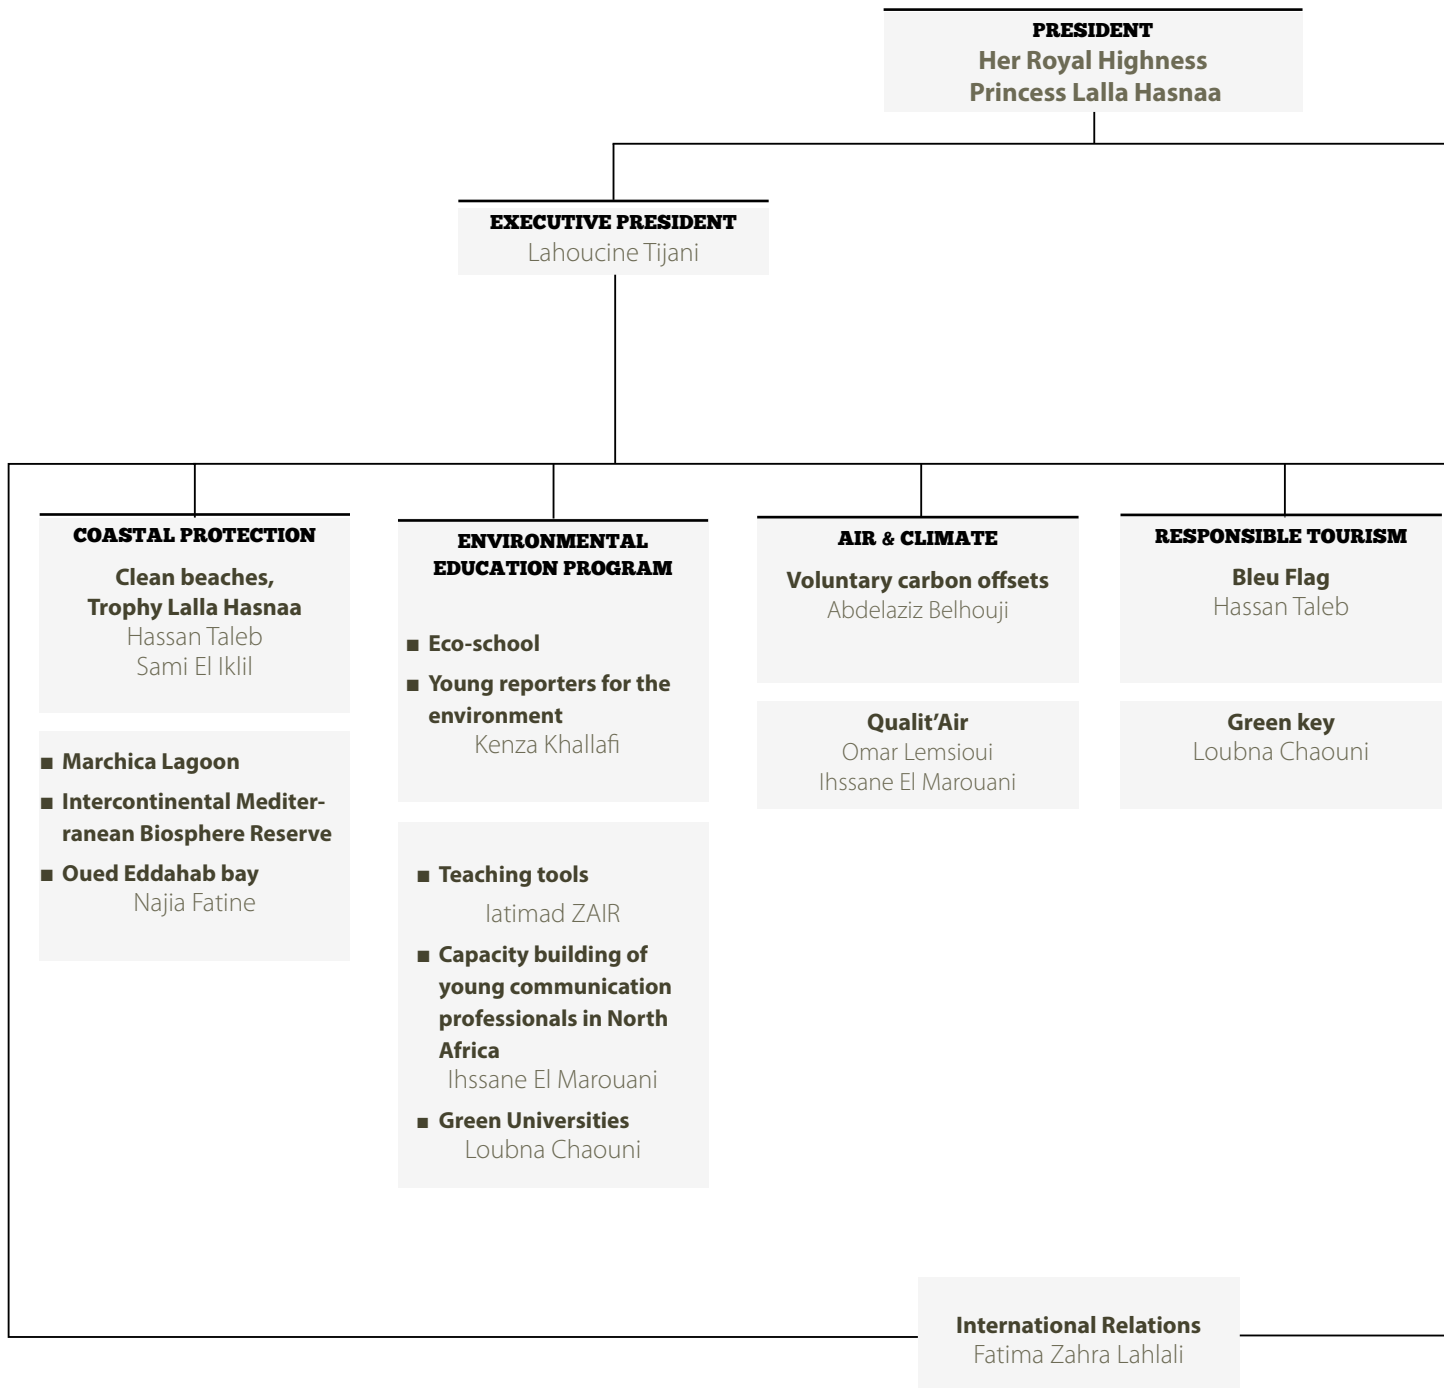 PRESIDENT
Her Royal Highness
Princess Lalla Hasnaa
EXECUTIVE PRESIDENT
Lahoucine Tijani
COASTAL PROTECTION
Clean beaches,
Trophy Lalla Hasnaa
Hassan Taleb
Sami El Iklil
■ Marchica Lagoon
■ Intercontinental Mediter-
ranean Biosphere Reserve
■ Oued Eddahab bay
Najia Fatine
ENVIRONMENTAL
EDUCATION PROGRAM
■ Eco-school
■ Young reporters for the
environment
Kenza Khallafi
■ Teaching tools
Iatimad ZAIR
■ Capacity building of
young communication
professionals in North
Africa
Ihssane El Marouani
■ Green Universities
Loubna Chaouni
AIR & CLIMATE
Voluntary carbon offsets
Abdelaziz Belhouji
Qualit'Air
Omar Lemsioui
Ihssane El Marouani
RESPONSIBLE TOURISM
Bleu Flag
Hassan Taleb
Green key
Loubna Chaouni
International Relations
Fatima Zahra Lahlali